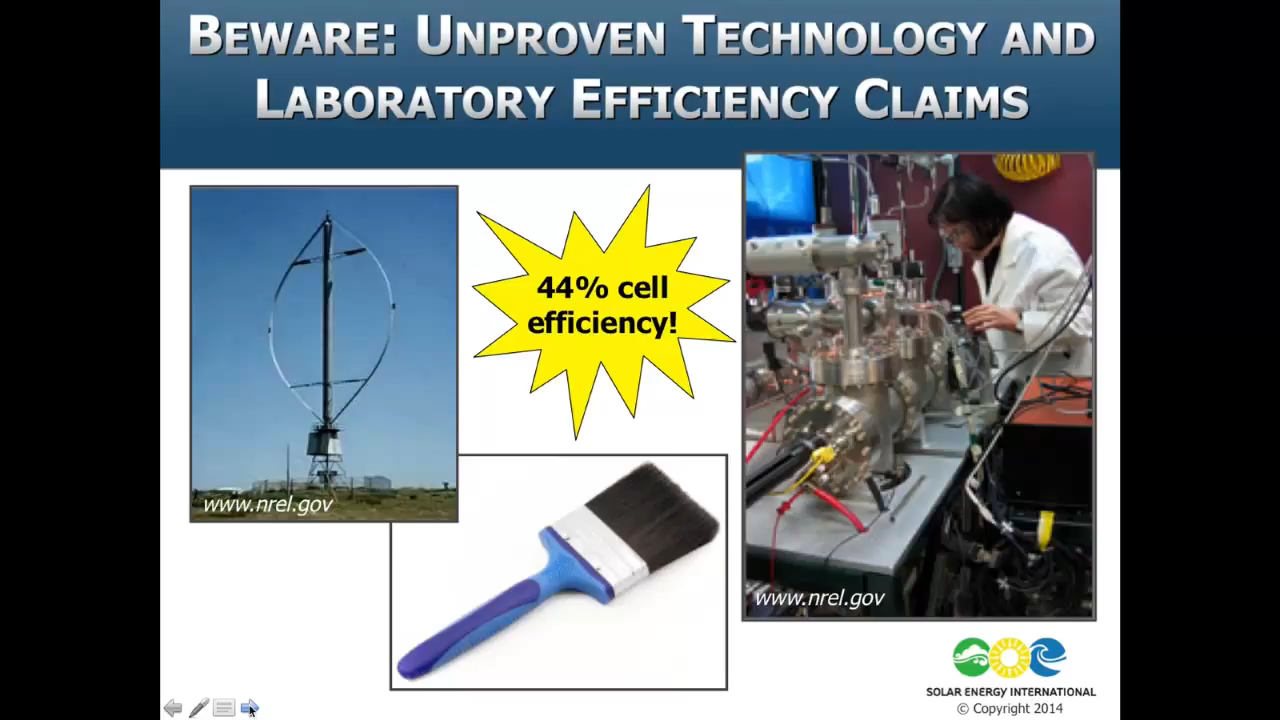 BEWARE: UNPROVEN TECHNOLOGY AND
LABORATORY EFFICIENCY CLAIMS
44% cell
efficiency!
www.nrel.gov
www.nrel.gov
SOLAR ENERGY INTERNATIONAL
© Copyright 2014